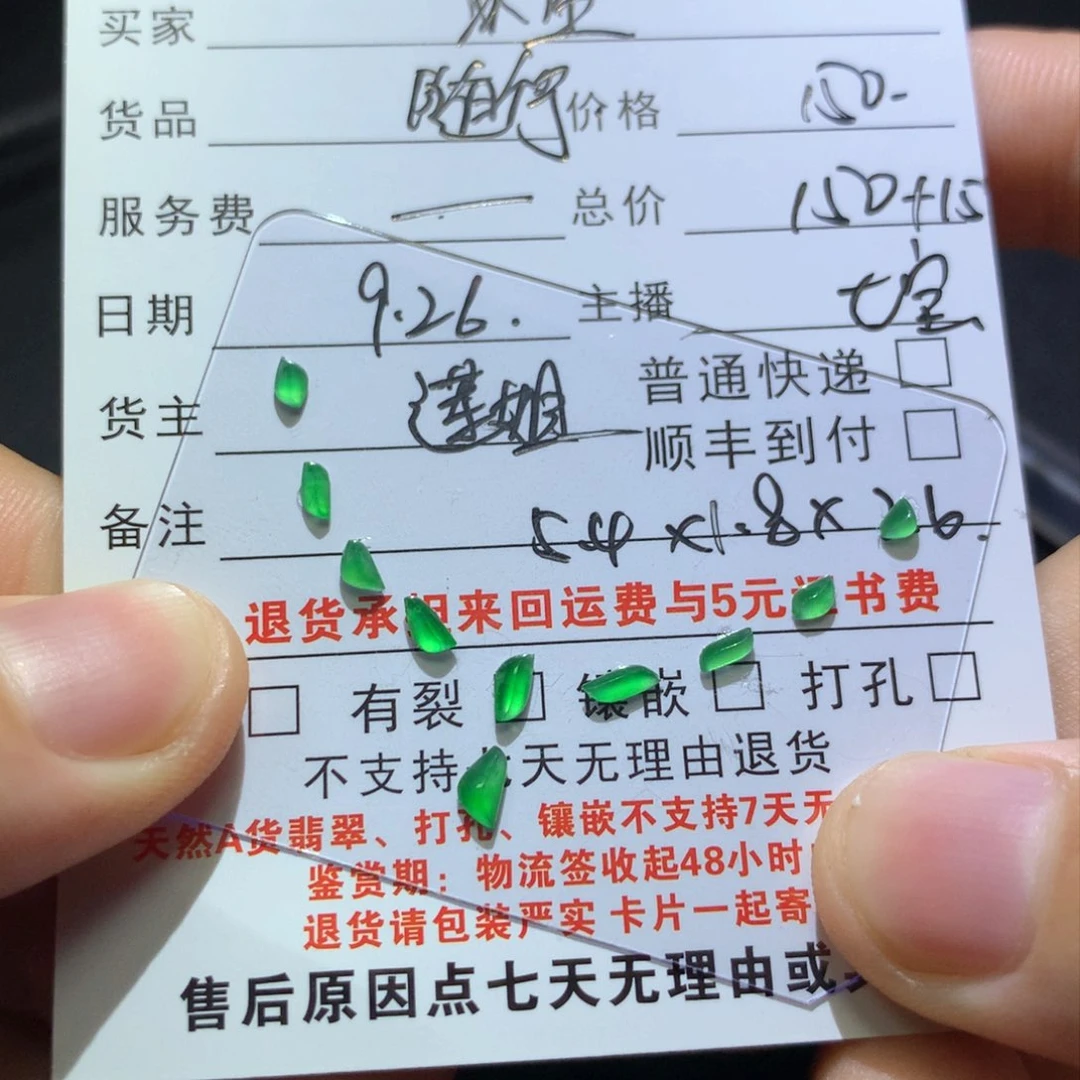 买家
货品 随行 价格 150-
服务费 一 总价 150+15
日期 9.26. 主播 七宝
货主 莲姐 普通快递
顺丰到付
备注
退货承担来回运费与5元证书费
有裂 镶嵌 打孔
不支持七天无理由退货
天然A货翡翠、打孔、镶嵌不支持7天无
鉴赏期：物流签收起48小时
退货请包装严实 卡片一起寄
售后原因点七天无理由或